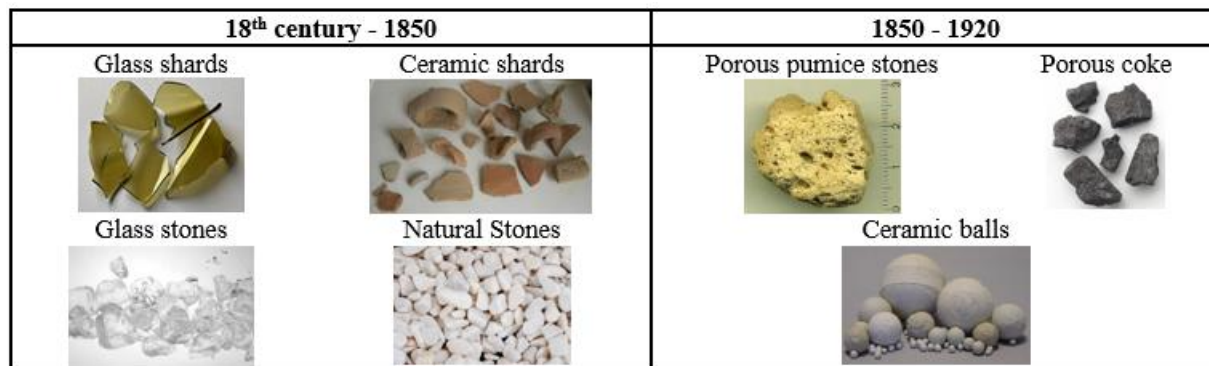 18th century - 1850
1850 - 1920
Glass shards
Ceramic shards
Porous pumice stones
Porous coke
Glass stones
Natural Stones
Ceramic balls